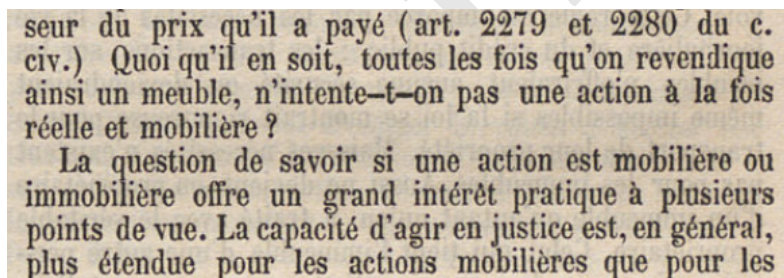 seur du prix qu'il a payé (art. 2279 et 2280 du c.
civ.) Quoi qu'il en soit, toutes les fois qu'on revendique
ainsi un meuble, n'intente-t-on pas une action à la fois
réelle et mobilière ?
La question de savoir si une action est mobilière ou
immobilière offre un grand intérêt pratique à plusieurs
points de vue. La capacité d'agir en justice est, en général,
plus étendue pour les actions mobilières que pour les